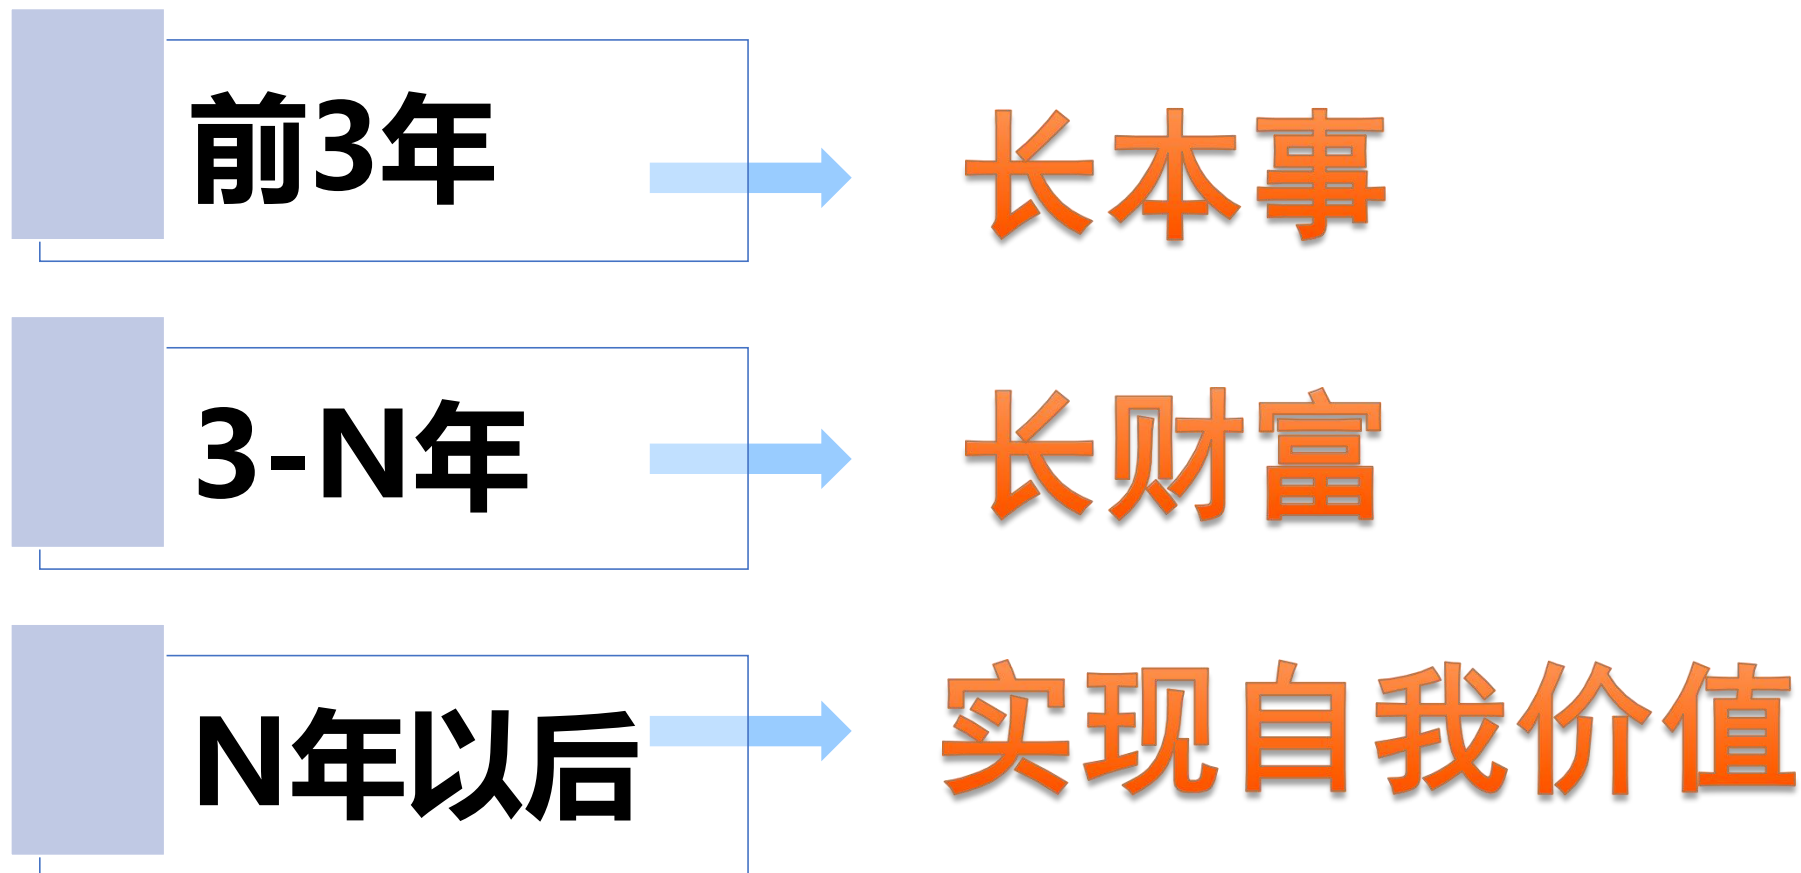 前3年
长本事
3-N年
长财富
N年以后
实现自我价值